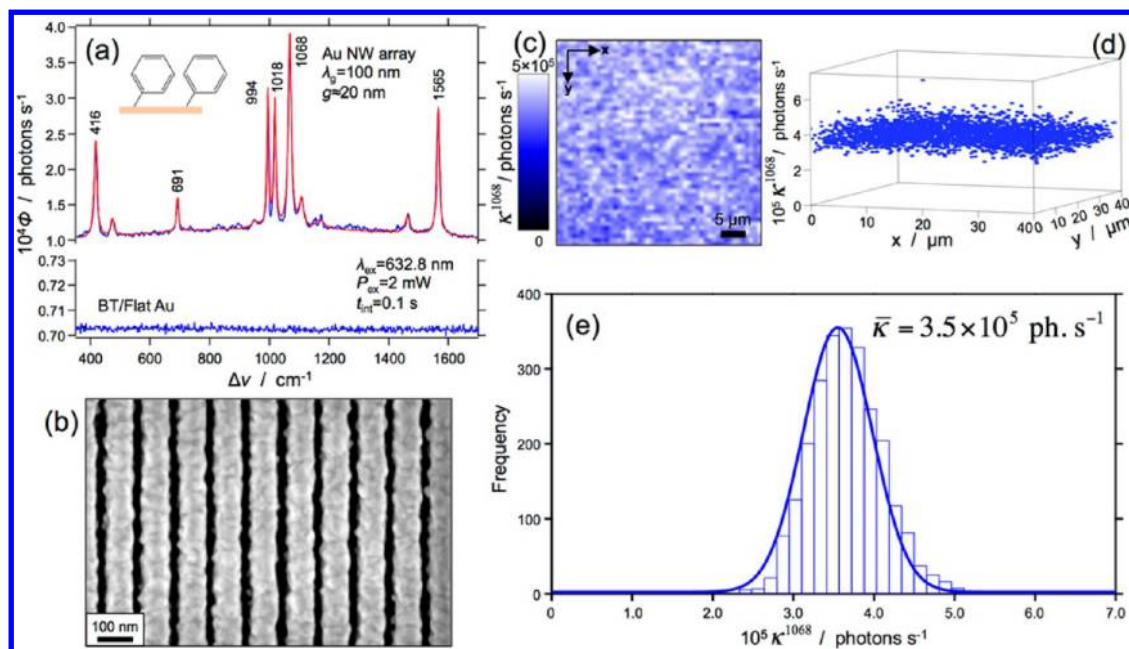 (a)
4.0
3.5
3.0
2.5
2.0
1.5
1.0
10⁴Φ / photons s⁻¹
416
691
994
1018
1068
1565
Au NW array
λg=100 nm
g≈20 nm
0.73
0.72
0.71
0.70
BT/Flat Au
λex=632.8 nm
Pex=2 mW
tint=0.1 s
400
600
800
1000
1200
1400
1600
Δν / cm⁻¹
(b)
100 nm
(c)
5×10⁵
κ¹⁰⁶⁸/ photons s⁻¹
0
x
y
5 μm
(d)
10⁵ κ¹⁰⁶⁸ / photons s⁻¹
6
4
2
0
0
10
20
30
40
x / μm
0
10
20
30
40
y / μm
(e)
κ̄ = 3.5×10⁵ ph. s⁻¹
400
300
200
100
0
Frequency
0
1.0
2.0
3.0
4.0
5.0
6.0
7.0
10⁵ κ¹⁰⁶⁸ / photons s⁻¹